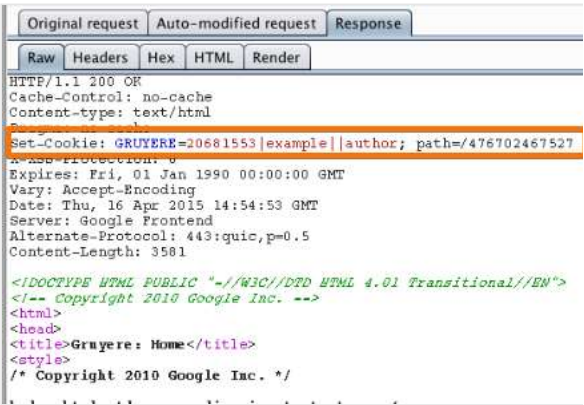 Original request Auto-modified request Response
Raw Headers Hex HTML Render
HTTP/1.1 200 OK
Cache-Control: no-cache
Content-type: text/html
Set-Cookie: GRUYERE=20681553|example||author; path=/476702467527
X-XSS-Protection: 0
Expires: Fri, 01 Jan 1990 00:00:00 GMT
Vary: Accept-Encoding
Date: Thu, 16 Apr 2015 14:54:53 GMT
Server: Google Frontend
Alternate-Protocol: 443:quic,p=0.5
Content-Length: 3581
<!DOCTYPE HTML PUBLIC "-//W3C//DTD HTML 4.01 Transitional//EN">
<!-- Copyright 2010 Google Inc. -->
<html>
<head>
<title>Gruyere: Home</title>
<style>
/* Copyright 2010 Google Inc. */